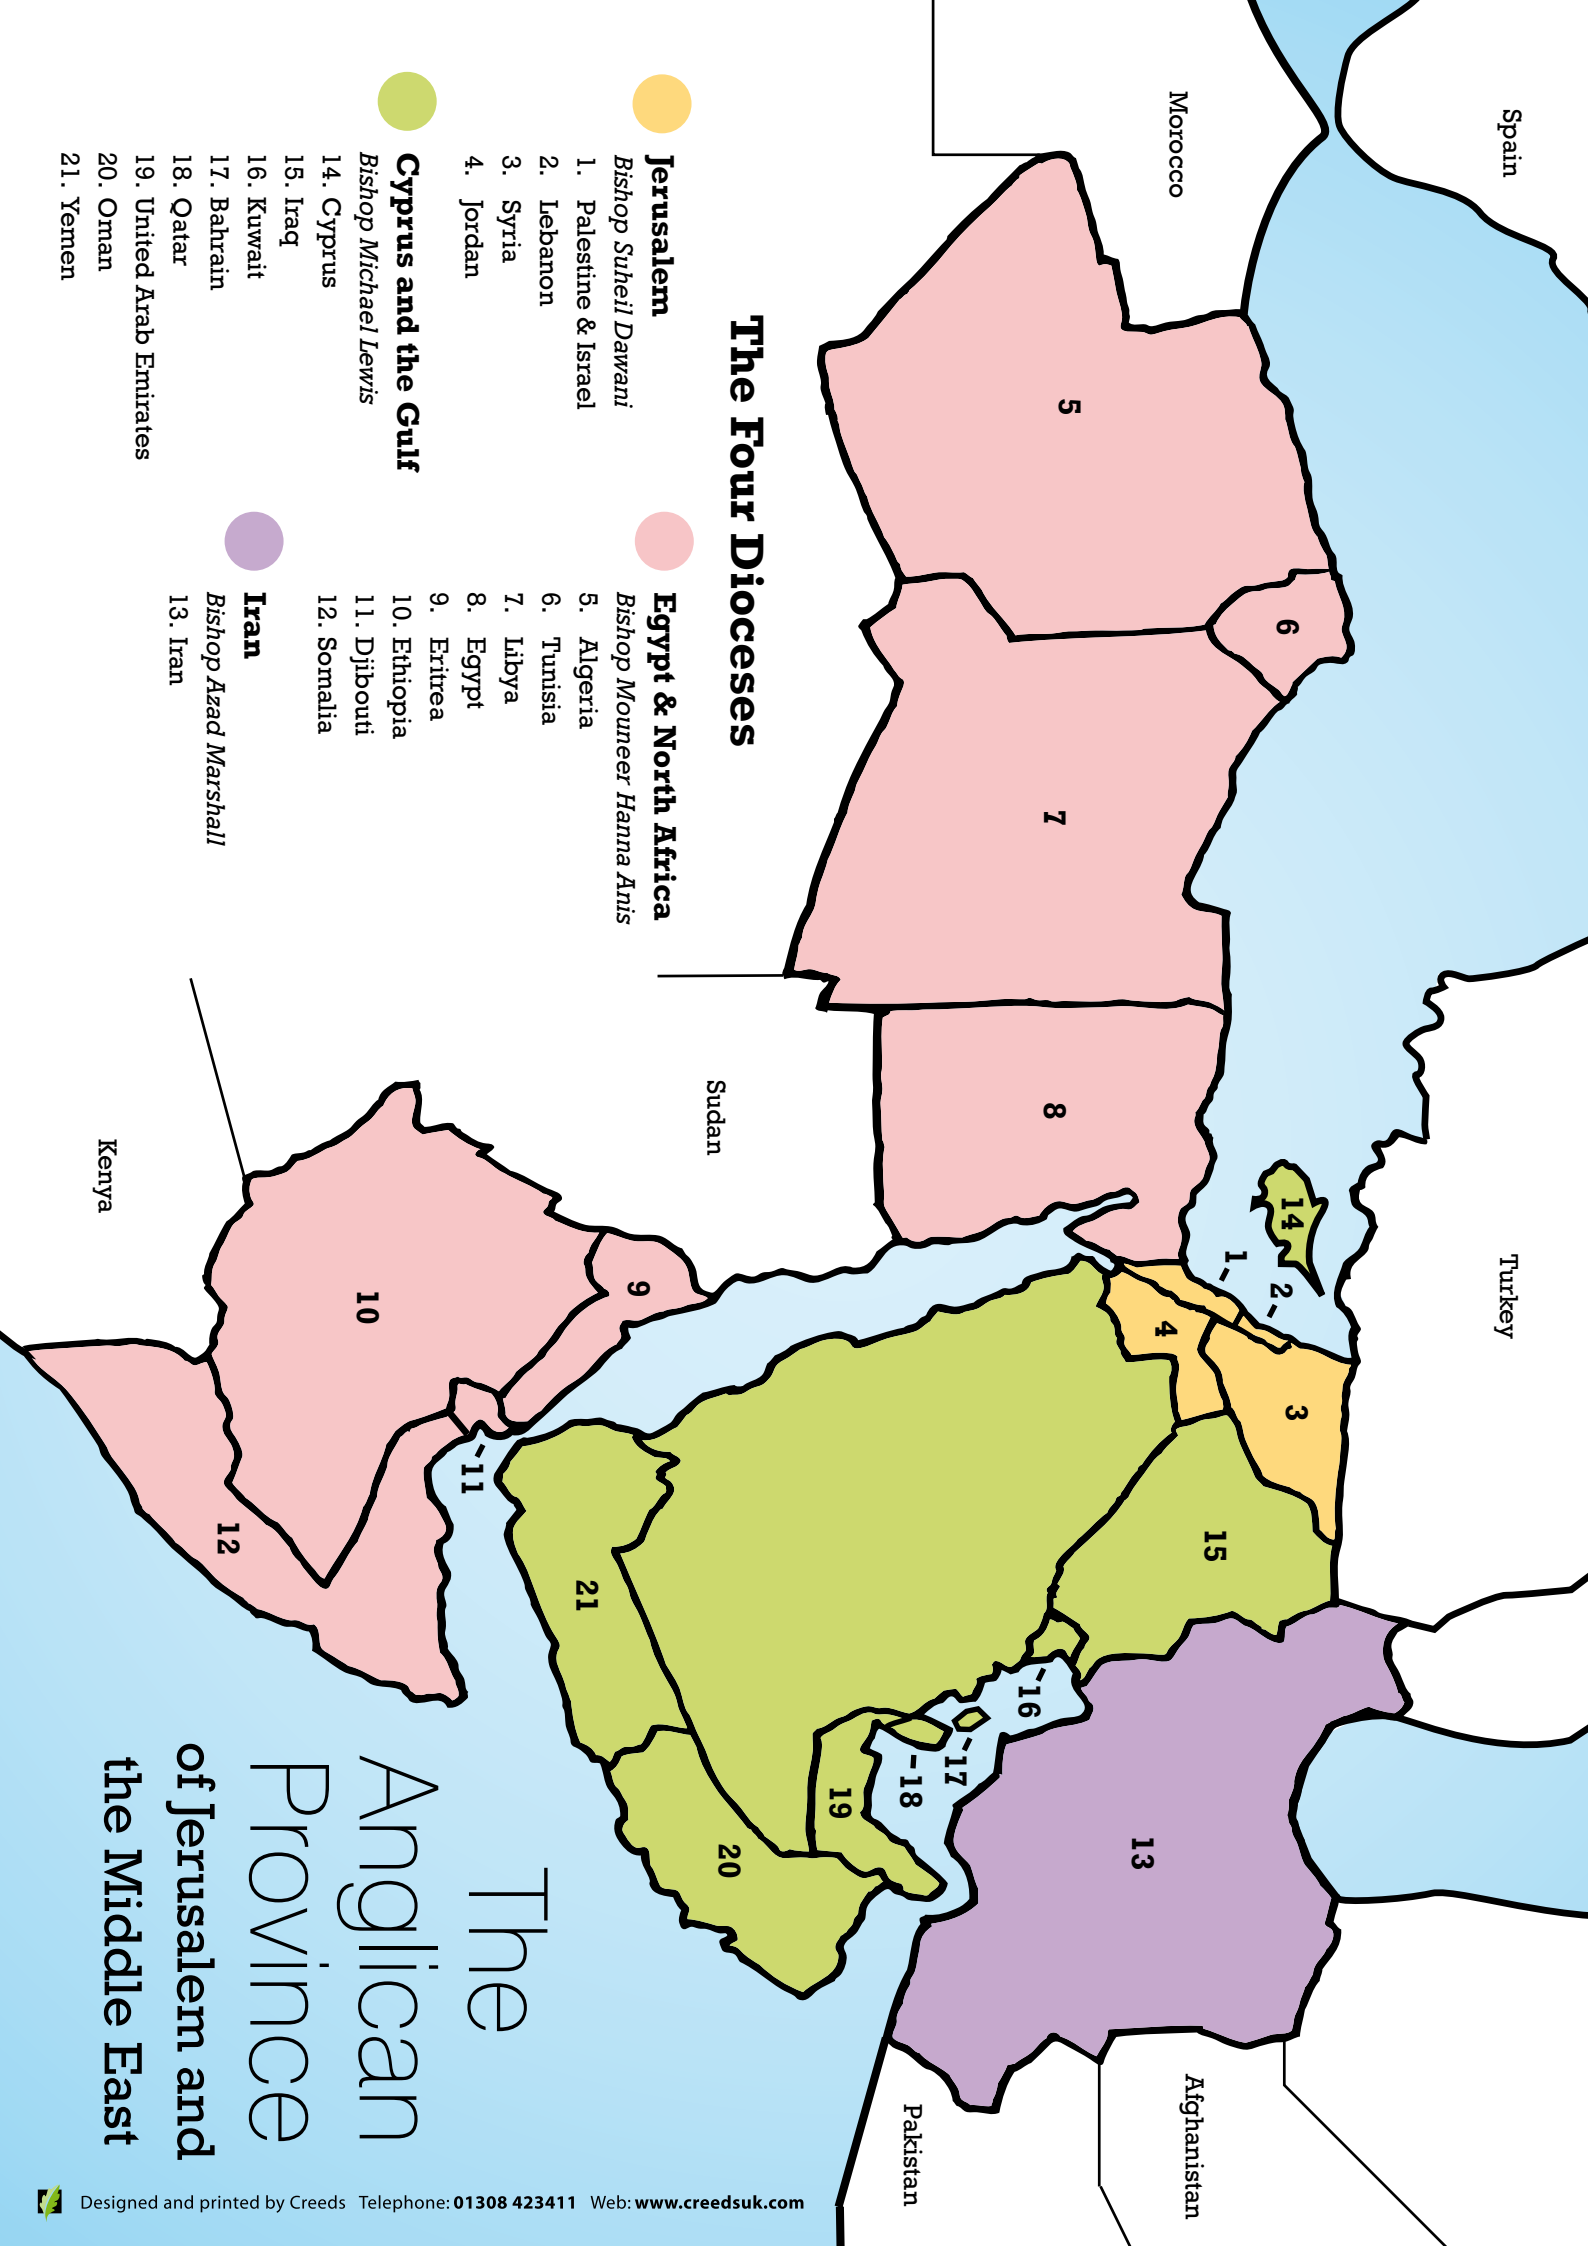 Spain
Morocco
Turkey
Sudan
Kenya
Afghanistan
Pakistan
5
6
7
8
14
1
2
4
3
9
10
11
12
15
13
16
17
18
19
20
21
The Four Dioceses
Jerusalem
Bishop Suheil Dawani
1. Palestine & Israel
2. Lebanon
3. Syria
4. Jordan
Cyprus and the Gulf
Bishop Michael Lewis
14. Cyprus
15. Iraq
16. Kuwait
17. Bahrain
18. Qatar
19. United Arab Emirates
20. Oman
21. Yemen
Egypt & North Africa
Bishop Mouneer Hanna Anis
5. Algeria
6. Tunisia
7. Libya
8. Egypt
9. Eritrea
10. Ethiopia
11. Djibouti
12. Somalia
Iran
Bishop Azad Marshall
13. Iran
The
Anglican
Province
of Jerusalem and
the Middle East
Designed and printed by Creeds Telephone: 01308 423411 Web: www.creedsuk.com